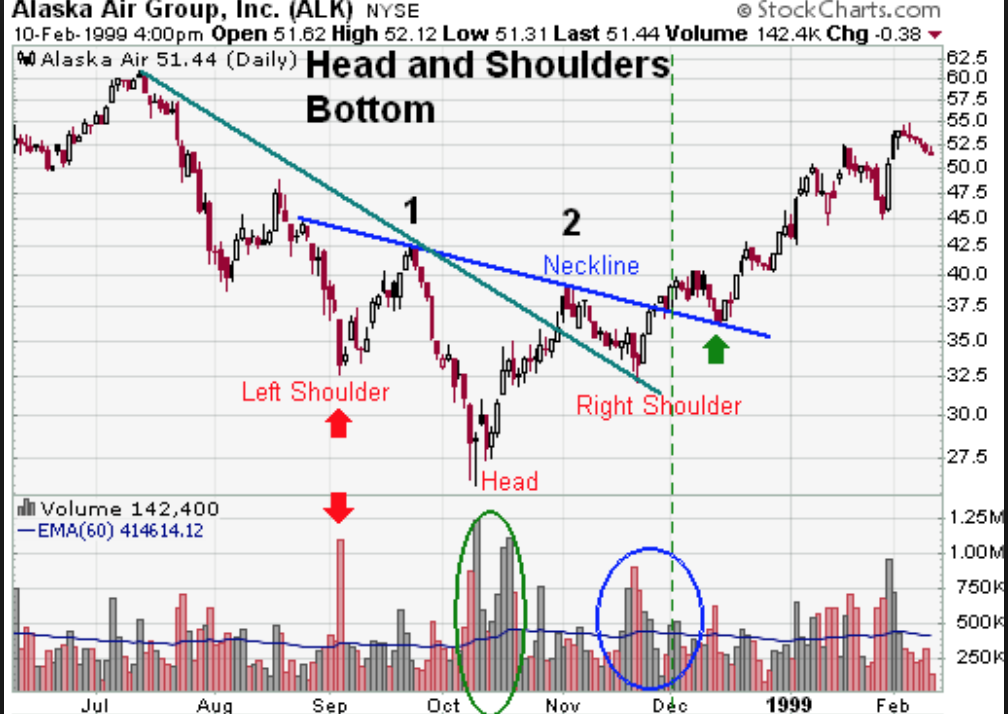 Alaska Air Group, Inc. (ALK) NYSE © StockCharts.com
10-Feb-1999 4:00pm Open 51.62 High 52.12 Low 51.31 Last 51.44 Volume 142.4K Chg -0.38
Alaska Air 51.44 (Daily)
Head and Shoulders
Bottom
62.5
60.0
57.5
55.0
52.5
50.0
47.5
45.0
42.5
40.0
37.5
35.0
32.5
30.0
27.5
1
2
Neckline
Left Shoulder
Right Shoulder
Head
Volume 142,400
EMA(60) 414614.12
1.25M
1.00M
750K
500K
250K
Jul Aug Sep Oct Nov Dec 1999 Feb